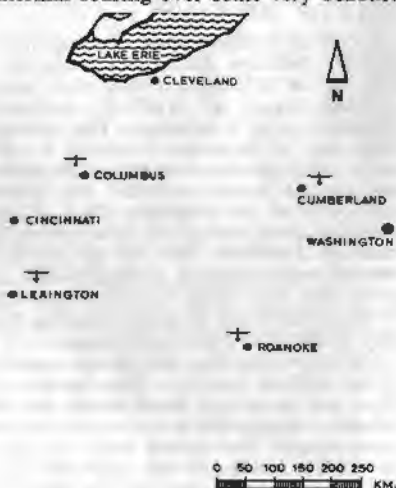 LAKE ERIE
CLEVELAND
N
COLUMBUS
CUMBERLAND
CINCINNATI
WASHINGTON
LEXINGTON
ROANOKE
0 50 100 150 200 250
KM.